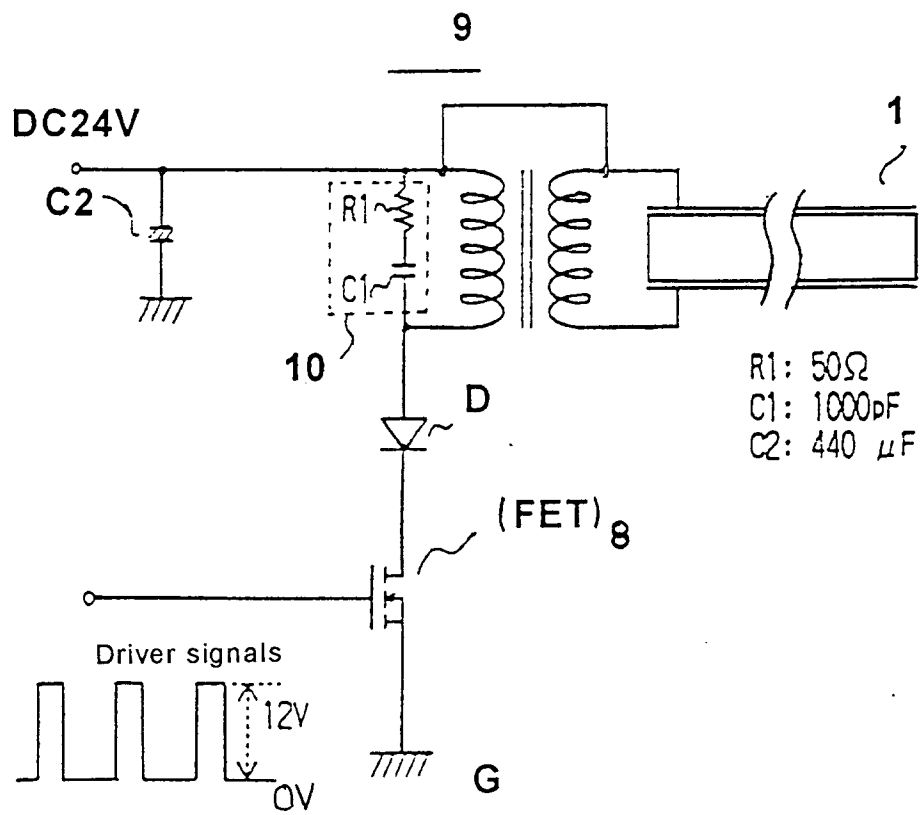 9
1
DC24V
C2
R1
C1
10
D
R1: 50Ω
C1: 1000pF
C2: 440 μF
(FET)8
Driver signals
12V
0V
G